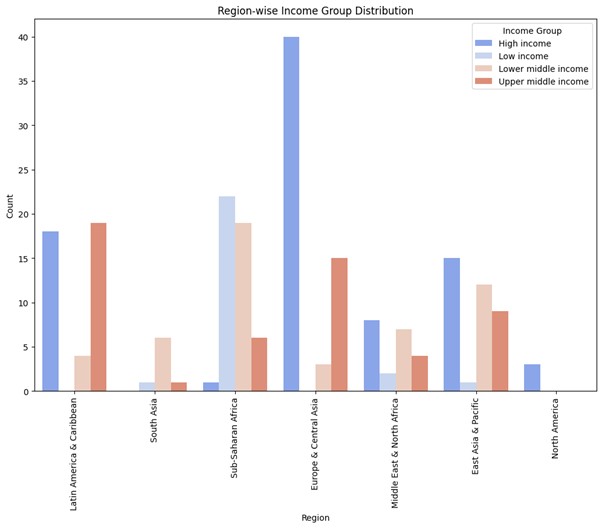 Region-wise Income Group Distribution
Income Group
High income
Low income
Lower middle income
Upper middle income
Count
40
35
30
25
20
15
10
5
0
Latin America & Caribbean
South Asia
Sub-Saharan Africa
Europe & Central Asia
Middle East & North Africa
East Asia & Pacific
North America
Region